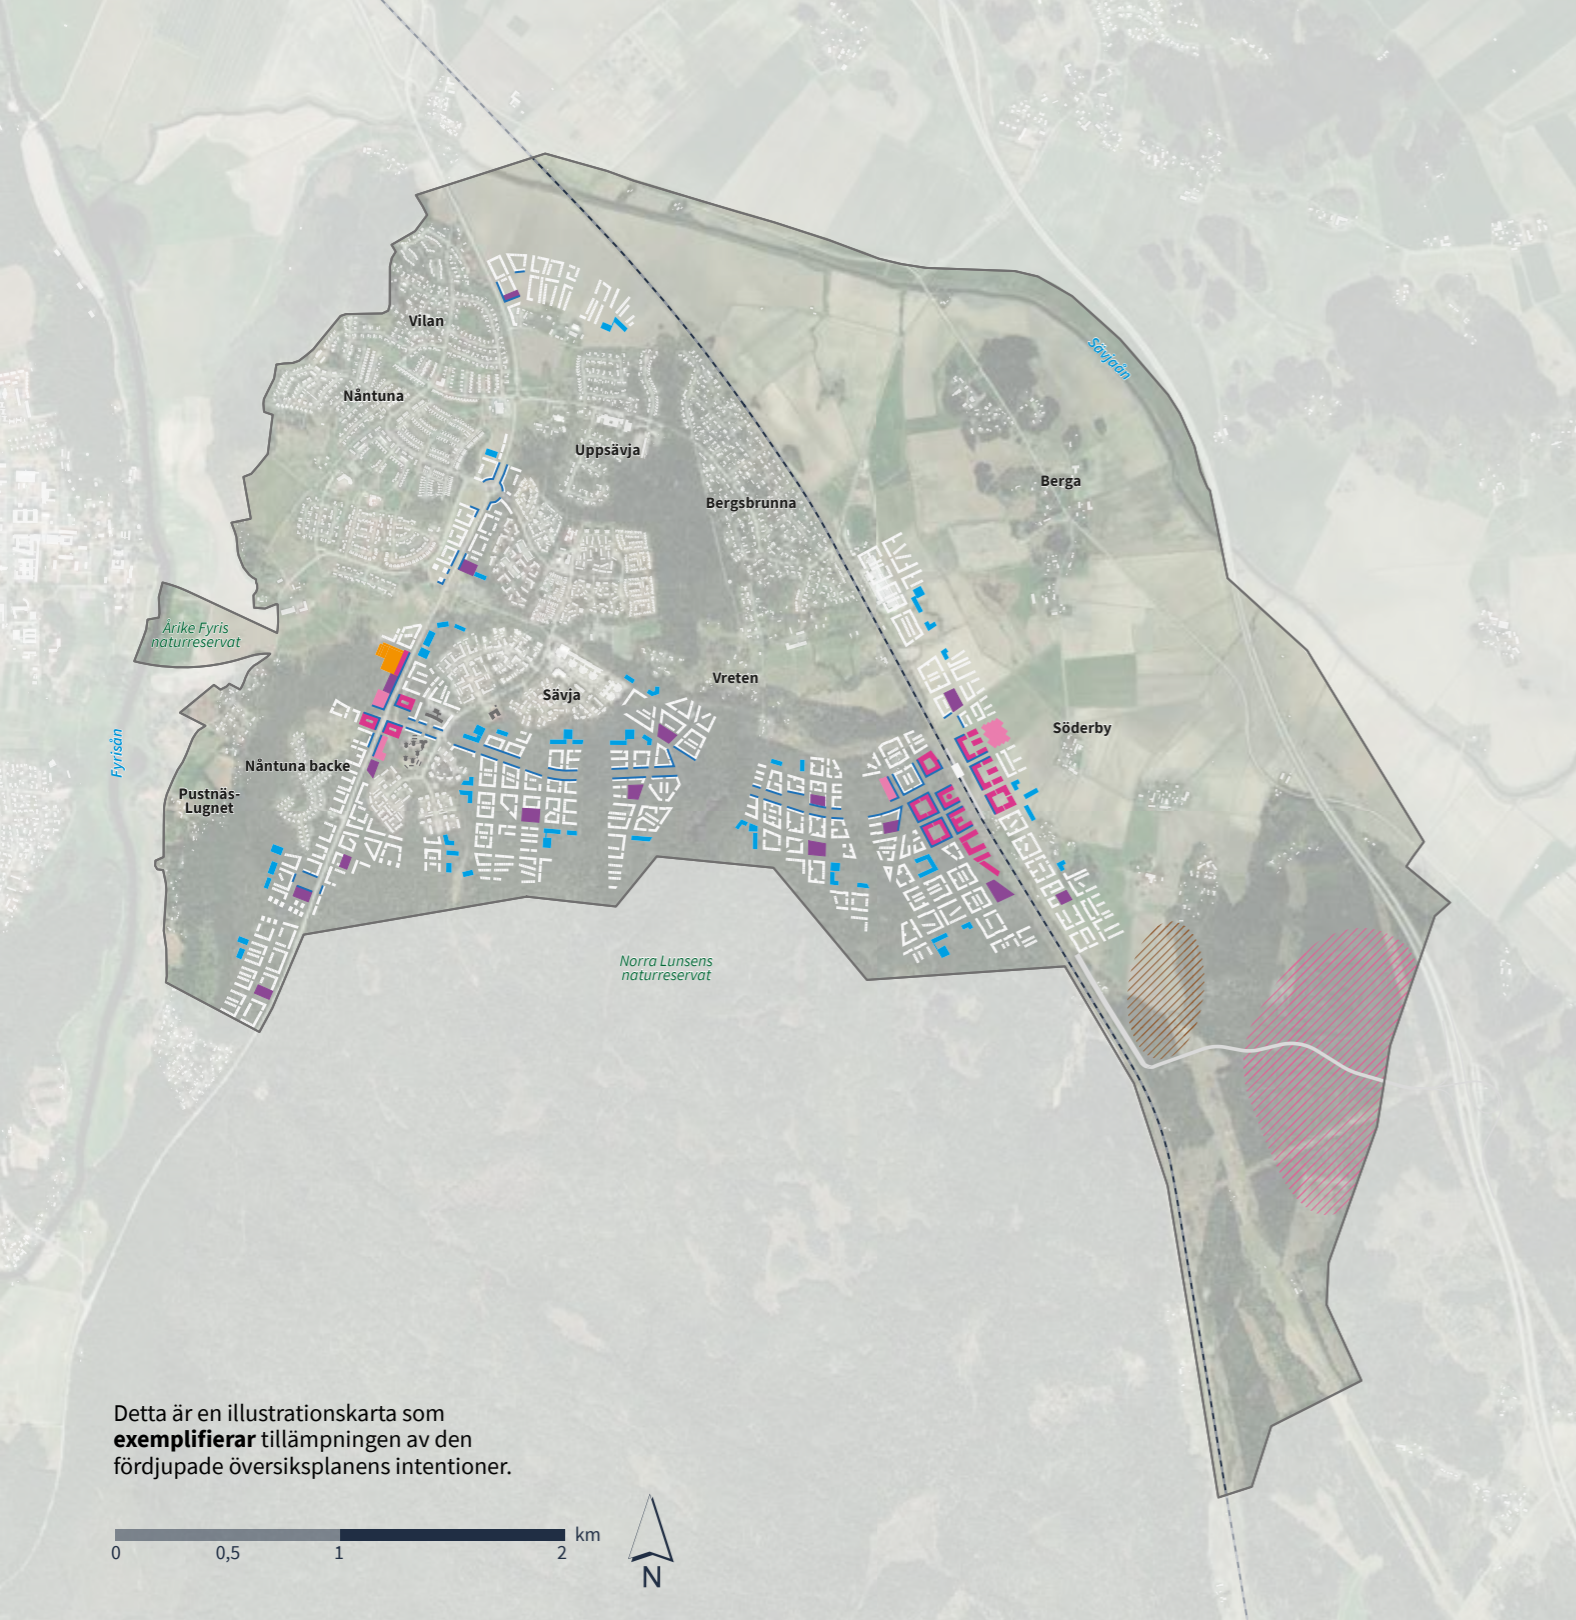 Vilan
Sävjaån
Nåntuna
Uppsävja
Berga
Bergsbrunna
Årike Fyris
naturreservat
Vreten
Sävja
Söderby
Fyrisån
Nåntuna backe
Pustnäs-
Lugnet
Norra Lunsens
naturreservat
Detta är en illustrationskarta som
exemplifierar tillämpningen av den
fördjupade översiksplanens intentioner.
km
0 0,5 1 2
N